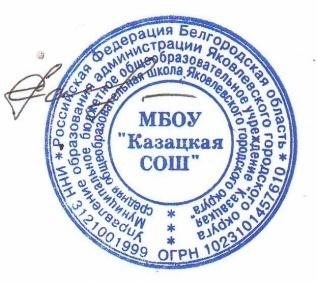 * Российская Федерация Белгородская область *
Управление образования администрации Яковлевского городского округа
Муниципальное бюджетное общеобразовательное учреждение "Казацкая
средняя общеобразовательная школа Яковлевского городского округа"
ИНН 3121001999 * ОГРН 1023101457610
МБОУ
"Казацкая
СОШ"
* * *